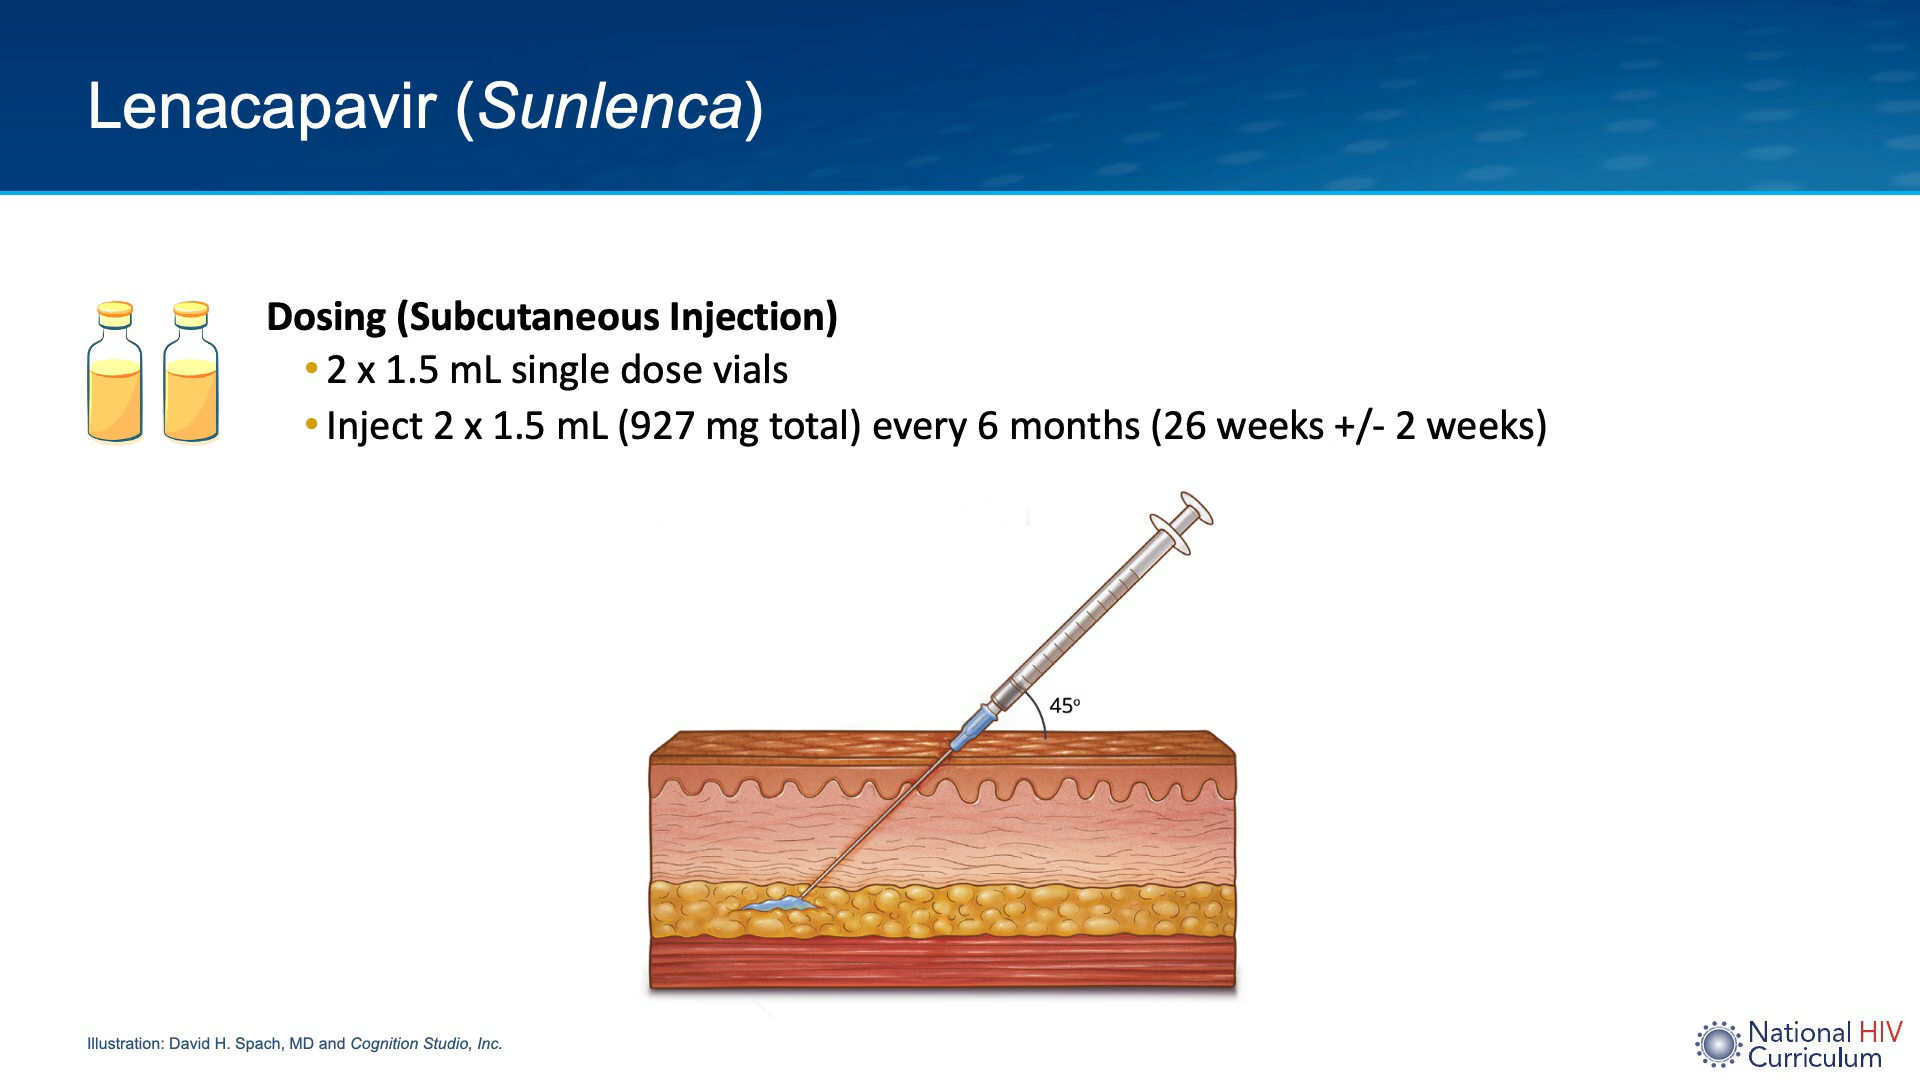 Lenacapavir (Sunlenca)
Dosing (Subcutaneous Injection)
• 2 x 1.5 mL single dose vials
• Inject 2 x 1.5 mL (927 mg total) every 6 months (26 weeks +/- 2 weeks)
45º
Illustration: David H. Spach, MD and Cognition Studio, Inc.
National HIV
Curriculum